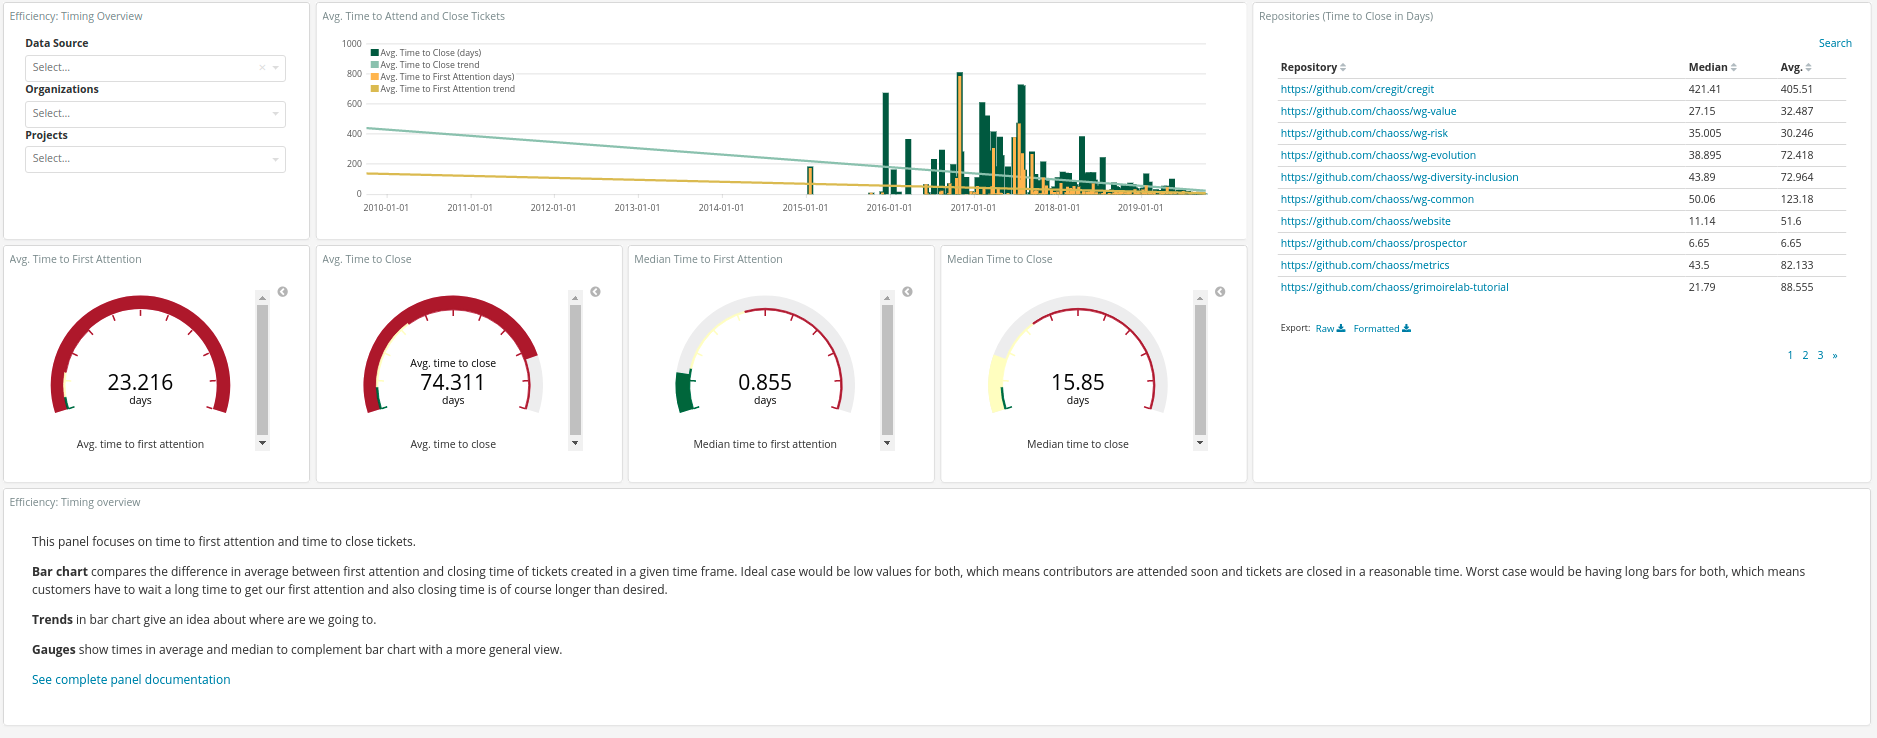 Efficiency: Timing Overview
Data Source
Select...
Organizations
Select...
Projects
Select...
Avg. Time to Attend and Close Tickets
1000
800
600
400
200
0
Avg. Time to Close (days)
Avg. Time to Close trend
Avg. Time to First Attention days)
Avg. Time to First Attention trend
2010-01-01 2011-01-01 2012-01-01 2013-01-01 2014-01-01 2015-01-01 2016-01-01 2017-01-01 2018-01-01 2019-01-01
Repositories (Time to Close in Days)
Search
Repository Median Avg.
https://github.com/cregit/cregit 421.41 405.51
https://github.com/chaoss/wg-value 27.15 32.487
https://github.com/chaoss/wg-risk 35.005 30.246
https://github.com/chaoss/wg-evolution 38.895 72.418
https://github.com/chaoss/wg-diversity-inclusion 43.89 72.964
https://github.com/chaoss/wg-common 50.06 123.18
https://github.com/chaoss/website 11.14 51.6
https://github.com/chaoss/prospector 6.65 6.65
https://github.com/chaoss/metrics 43.5 82.133
https://github.com/chaoss/grimoirelab-tutorial 21.79 88.555
Export: Raw Formatted
1 2 3 »
Avg. Time to First Attention
23.216
days
Avg. time to first attention
Avg. Time to Close
Avg. time to close
74.311
days
Avg. time to close
Median Time to First Attention
0.855
days
Median time to first attention
Median Time to Close
15.85
days
Median time to close
Efficiency: Timing overview
This panel focuses on time to first attention and time to close tickets.
Bar chart compares the difference in average between first attention and closing time of tickets created in a given time frame. Ideal case would be low values for both, which means contributors are attended soon and tickets are closed in a reasonable time. Worst case would be having long bars for both, which means
customers have to wait a long time to get our first attention and also closing time is of course longer than desired.
Trends in bar chart give an idea about where are we going to.
Gauges show times in average and median to complement bar chart with a more general view.
See complete panel documentation